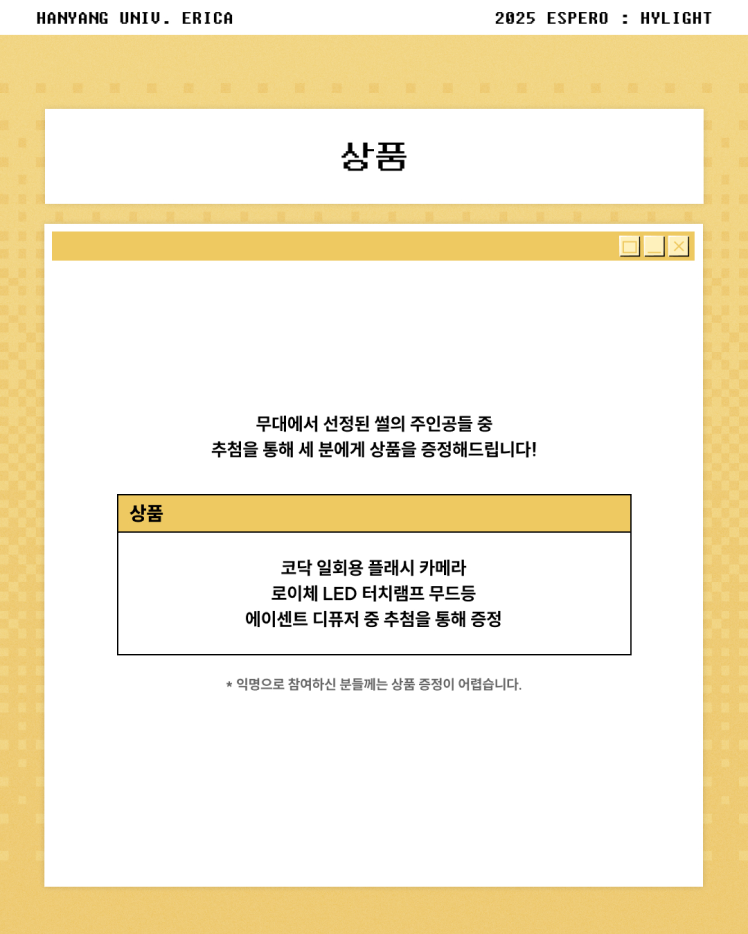 HANYANG UNIV. ERICA
2025 ESPERO : HYLIGHT
상품
무대에서 선정된 썰의 주인공들 중
추첨을 통해 세 분에게 상품을 증정해드립니다!
상품
코닥 일회용 플래시 카메라
로이체 LED 터치램프 무드등
에이센트 디퓨저 중 추첨을 통해 증정
* 익명으로 참여하신 분들께는 상품 증정이 어렵습니다.